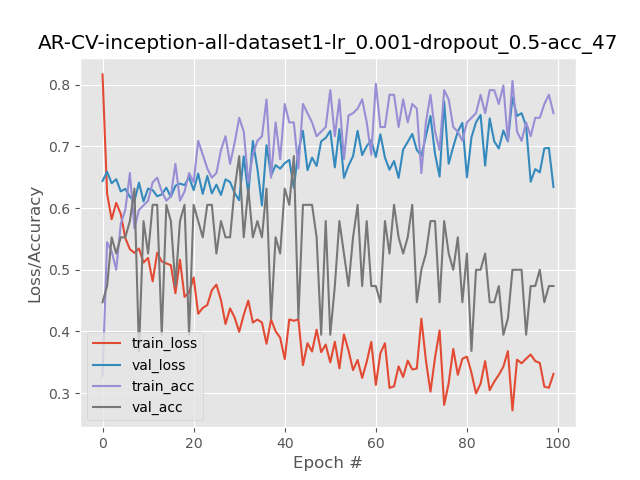 AR-CV-inception-all-dataset1-lr_0.001-dropout_0.5-acc_47
Loss/Accuracy
0.8
0.7
0.6
0.5
0.4
0.3
train_loss
val_loss
train_acc
val_acc
0 20 40 60 80 100
Epoch #